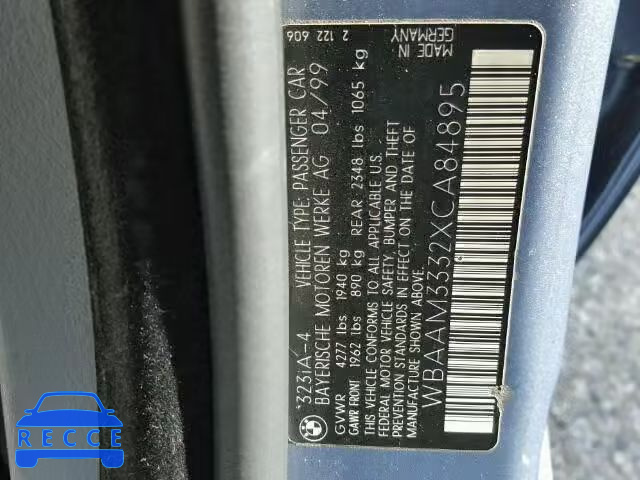 3231A-4 VEHICLE TYPE: PASSENGER CAR
BAYERISCHE MOTOREN WERKE AG 04/99
GVWR 4277 lbs 1940 kg
GAWR FRONT 1962 lbs 890 kg REAR 2348 lbs 1065 kg
THIS VEHICLE CONFORMS TO ALL APPLICABLE U.S.
FEDERAL MOTOR VEHICLE SAFETY, BUMPER AND THEFT
PREVENTION STANDARDS IN EFFECT ON DATE OF
MANUFACTURE SHOWN ABOVE
WBAAM3332XCA84895
2 122 606
MADE IN
GERMANY
BMW
RECCE